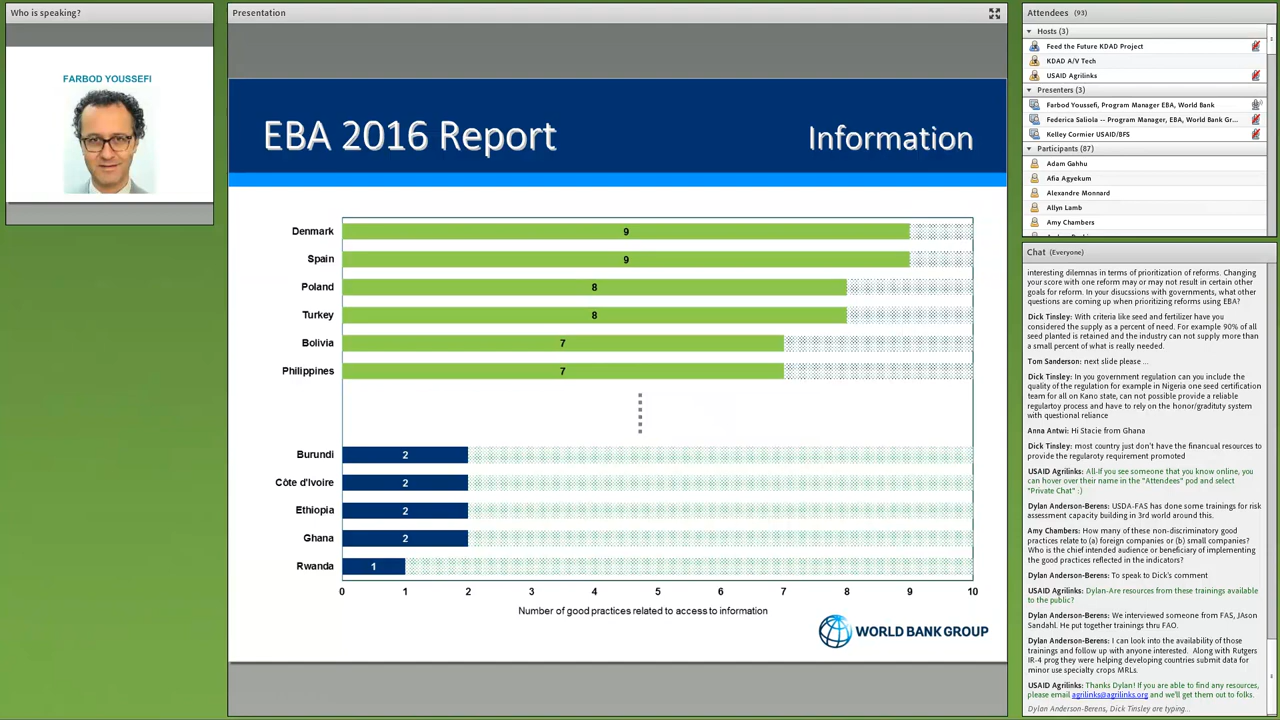 Who is speaking?
FARBOD YOUSSEFI
Presentation
EBA 2016 Report
Information
Denmark 9
Spain 9
Poland 8
Turkey 8
Bolivia 7
Philippines 7
Burundi 2
Côte d'Ivoire 2
Ethiopia 2
Ghana 2
Rwanda 1
0 1 2 3 4 5 6 7 8 9 10
Number of good practices related to access to information
WORLD BANK GROUP
Attendees (93)
Hosts (3)
Feed the Future KDAD Project
KDAD A/V Tech
USAID Agrilinks
Presenters (3)
Farbod Youssefi, Program Manager EBA, World Bank
Federica Saliola -- Program Manager, EBA, World Bank Gr...
Kelley Cormier USAID/BFS
Participants (87)
Adam Gahhu
Afia Agyekum
Alexandre Monnard
Allyn Lamb
Amy Chambers
Chat (Everyone)
interesting dilemnas in terms of prioritization of reforms. Changing
your score with one reform may or may not result in certain other
goals for reform. In your disucssions with governments, what other
questions are coming up when prioritizing reforms using EBA?
Dick Tinsley: With criteria like seed and fertilizer have you
considered the supply as a percent of need. For example 90% of all
seed planted is retained and the industry can not supply more than
a small percent of what is really needed.
Tom Sanderson: next slide please ...
Dick Tinsley: In you government regulation can you include the
quality of the regulation for example in Nigeria one seed certification
team for all on Kano state, can not possible provide a reliable
regulartoy process and have to rely on the honor/gradituty system
with questional reliance
Anna Antwi: Hi Stacie from Ghana
Dick Tinsley: most country just don't have the financual resources to
provide the regularoty requirement promoted
USAID Agrilinks: All-If you see someone that you know online, you
can hover over their name in the "Attendees" pod and select
"Private Chat" :)
Dylan Anderson-Berens: USDA-FAS has done some trainings for risk
assessment capacity building in 3rd world around this.
Amy Chambers: How many of these non-discriminatory good
practices relate to (a) foreign companies or (b) small companies?
Who is the chief intended audience or beneficiary of implementing
the good practices reflected in the indicators?
Dylan Anderson-Berens: To speak to Dick's comment
USAID Agrilinks: Dylan-Are resources from these trainings available
to the public?
Dylan Anderson-Berens: We interviewed someone from FAS, JAson
Sandahl. He put together trainings thru FAO.
Dylan Anderson-Berens: I can look into the availability of those
trainings and follow up with anyone interested. Along with Rutgers
IR-4 prog they were helping developing countries submit data for
minor use specialty crops MRLs.
USAID Agrilinks: Thanks Dylan! If you are able to find any resources,
please email agrilinks@agrilinks.org and we'll get them out to folks.
Dylan Anderson-Berens, Dick Tinsley are typing...